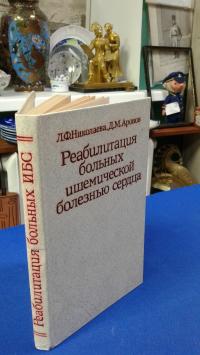 Л.Ф.Николаева, Д.М.Аронов
Реабилитация
больных
ишемической
болезнью сердца
Реабилитация больных ИБС